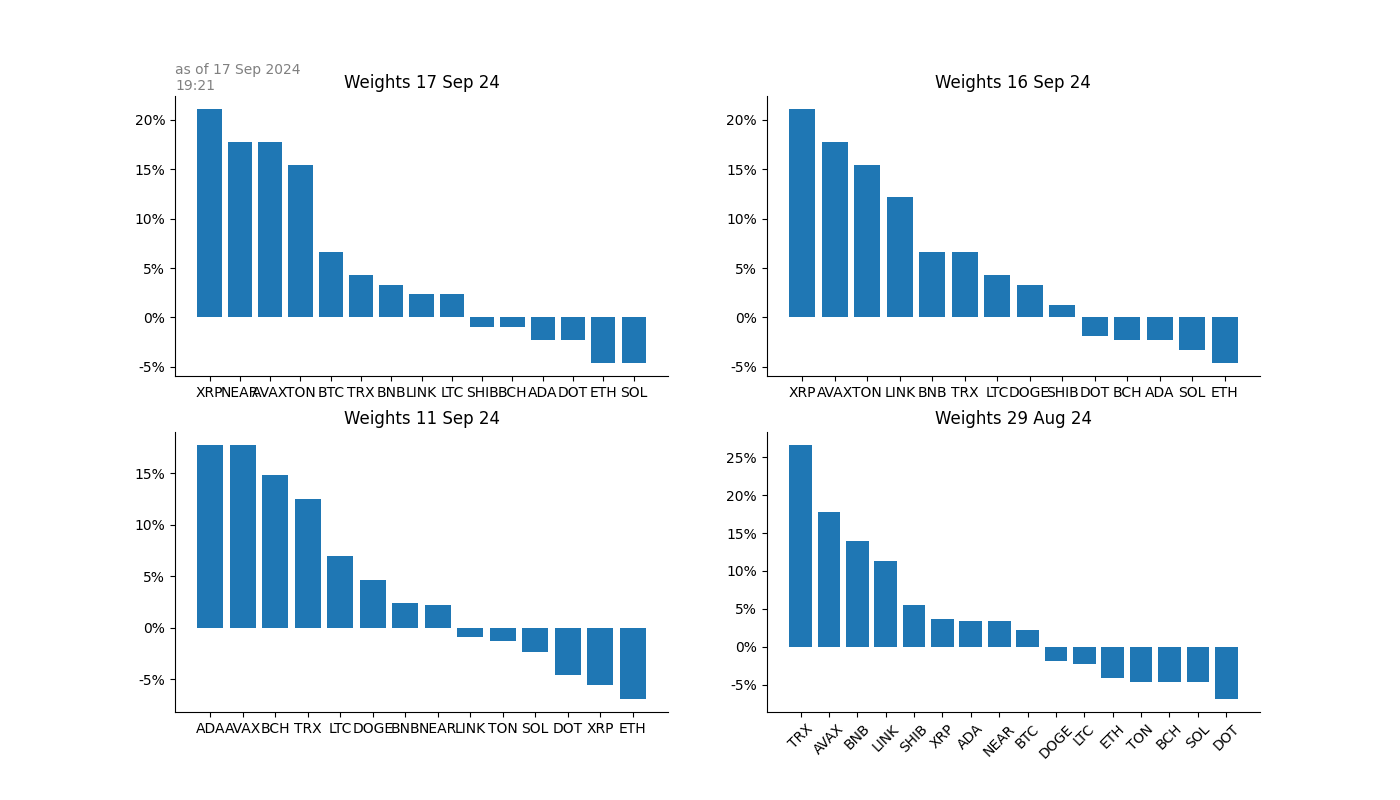 as of 17 Sep 2024
19:21
Weights 17 Sep 24
20%
15%
10%
5%
0%
-5%
XRP NEAR AVAX TON BTC TRX BNB LINK LTC SHIB BCH ADA DOT ETH SOL
Weights 16 Sep 24
20%
15%
10%
5%
0%
-5%
XRP AVAX TON LINK BNB TRX LTC DOGE SHIB DOT BCH ADA SOL ETH
Weights 11 Sep 24
15%
10%
5%
0%
-5%
ADA AVAX BCH TRX LTC DOGE BNB NEAR LINK TON SOL DOT XRP ETH
Weights 29 Aug 24
25%
20%
15%
10%
5%
0%
-5%
TRX AVAX BNB LINK SHIB XRP ADA NEAR BTC DOGE LTC ETH TON BCH SOL DOT